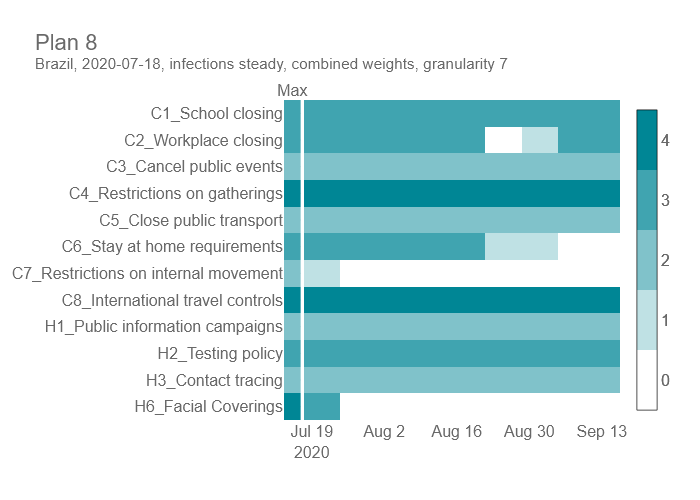 Plan 8
Brazil, 2020-07-18, infections steady, combined weights, granularity 7
Max
C1_School closing
C2_Workplace closing
C3_Cancel public events
C4_Restrictions on gatherings
C5_Close public transport
C6_Stay at home requirements
C7_Restrictions on internal movement
C8_International travel controls
H1_Public information campaigns
H2_Testing policy
H3_Contact tracing
H6_Facial Coverings
Jul 19 Aug 2 Aug 16 Aug 30 Sep 13
2020
4
3
2
1
0